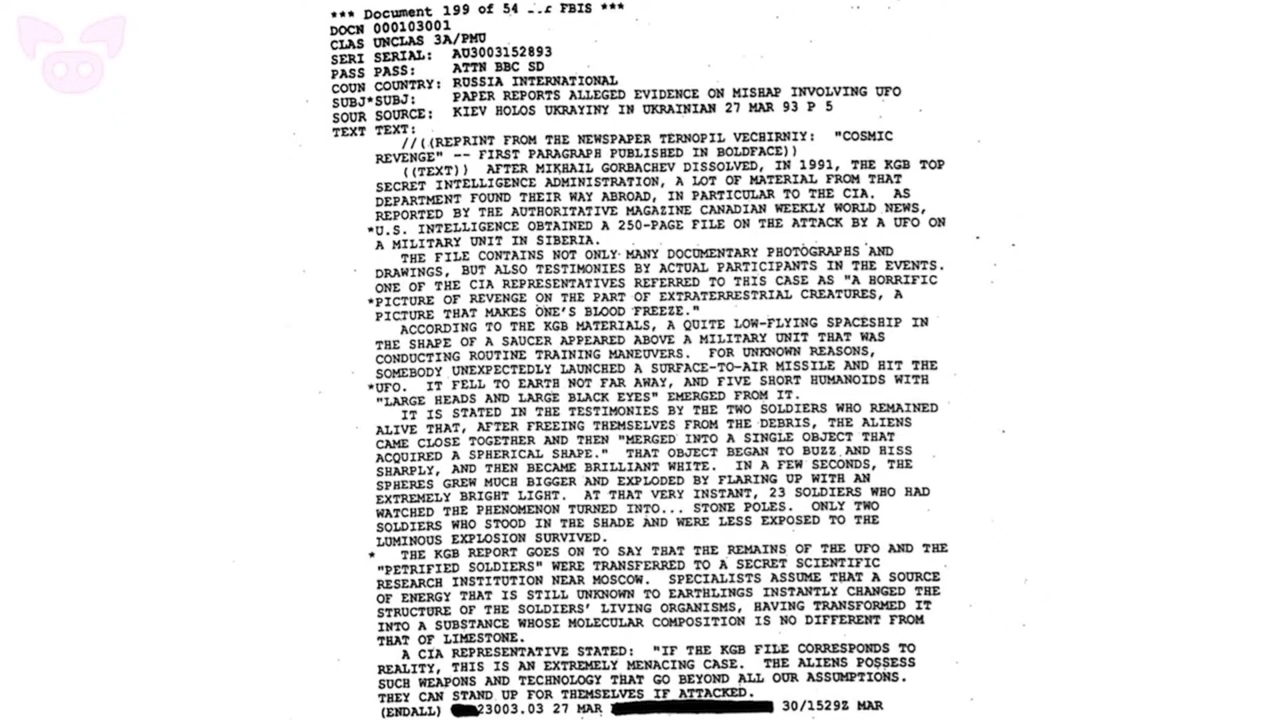 *** Document 199 of 54 FBIS ***
DOCN 000103001
CLAS UNCLAS 3A/PMU
SERI SERIAL: AU3003152893
PASS PASS: ATTN BBC SD
COUN COUNTRY: RUSSIA INTERNATIONAL
SUBJ*SUBJ: PAPER REPORTS ALLEGED EVIDENCE ON MISHAP INVOLVING UFO
SOUR SOURCE: KIEV HOLOS UKRAYINY IN UKRAINIAN 27 MAR 93 P 5
TEXT TEXT:
//((REPRINT FROM THE NEWSPAPER TERNOPIL VECHIRNIY: "COSMIC
REVENGE" -- FIRST PARAGRAPH PUBLISHED IN BOLDFACE))
((TEXT)) AFTER MIKHAIL GORBACHEV DISSOLVED, IN 1991, THE KGB TOP
SECRET INTELLIGENCE ADMINISTRATION, A LOT OF MATERIAL FROM THAT
DEPARTMENT FOUND THEIR WAY ABROAD, IN PARTICULAR TO THE CIA. AS
REPORTED BY THE AUTHORITATIVE MAGAZINE CANADIAN WEEKLY WORLD NEWS,
*U.S. INTELLIGENCE OBTAINED A 250-PAGE FILE ON THE ATTACK BY A UFO ON
A MILITARY UNIT IN SIBERIA.
THE FILE CONTAINS NOT ONLY MANY DOCUMENTARY PHOTOGRAPHS AND
DRAWINGS, BUT ALSO TESTIMONIES BY ACTUAL PARTICIPANTS IN THE EVENTS.
ONE OF THE CIA REPRESENTATIVES REFERRED TO THIS CASE AS "A HORRIFIC
*PICTURE OF REVENGE ON THE PART OF EXTRATERRESTRIAL CREATURES, A
PICTURE THAT MAKES ONE'S BLOOD FREEZE."
ACCORDING TO THE KGB MATERIALS, A QUITE LOW-FLYING SPACESHIP IN
THE SHAPE OF A SAUCER APPEARED ABOVE A MILITARY UNIT THAT WAS
CONDUCTING ROUTINE TRAINING MANEUVERS. FOR UNKNOWN REASONS,
SOMEBODY UNEXPECTEDLY LAUNCHED A SURFACE-TO-AIR MISSILE AND HIT THE
*UFO. IT FELL TO EARTH NOT FAR AWAY, AND FIVE SHORT HUMANOIDS WITH
"LARGE HEADS AND LARGE BLACK EYES" EMERGED FROM IT.
IT IS STATED IN THE TESTIMONIES BY THE TWO SOLDIERS WHO REMAINED
ALIVE THAT, AFTER FREEING THEMSELVES FROM THE DEBRIS, THE ALIENS
CAME CLOSE TOGETHER AND THEN "MERGED INTO A SINGLE OBJECT THAT
ACQUIRED A SPHERICAL SHAPE." THAT OBJECT BEGAN TO BUZZ AND HISS
SHARPLY, AND THEN BECAME BRILLIANT WHITE. IN A FEW SECONDS, THE
SPHERES GREW MUCH BIGGER AND EXPLODED BY FLARING UP WITH AN
EXTREMELY BRIGHT LIGHT. AT THAT VERY INSTANT, 23 SOLDIERS WHO HAD
WATCHED THE PHENOMENON TURNED INTO... STONE POLES. ONLY TWO
SOLDIERS WHO STOOD IN THE SHADE AND WERE LESS EXPOSED TO THE
LUMINOUS EXPLOSION SURVIVED.
* THE KGB REPORT GOES ON TO SAY THAT THE REMAINS OF THE UFO AND THE
"PETRIFIED SOLDIERS" WERE TRANSFERRED TO A SECRET SCIENTIFIC
RESEARCH INSTITUTION NEAR MOSCOW. SPECIALISTS ASSUME THAT A SOURCE
OF ENERGY THAT IS STILL UNKNOWN TO EARTHLINGS INSTANTLY CHANGED THE
STRUCTURE OF THE SOLDIERS' LIVING ORGANISMS, HAVING TRANSFORMED IT
INTO A SUBSTANCE WHOSE MOLECULAR COMPOSITION IS NO DIFFERENT FROM
THAT OF LIMESTONE.
A CIA REPRESENTATIVE STATED: "IF THE KGB FILE CORRESPONDS TO
REALITY, THIS IS AN EXTREMELY MENACING CASE. THE ALIENS POSSESS
SUCH WEAPONS AND TECHNOLOGY THAT GO BEYOND ALL OUR ASSUMPTIONS.
THEY CAN STAND UP FOR THEMSELVES IF ATTACKED.
(ENDALL) 23003.03 27 MAR 30/1529Z MAR